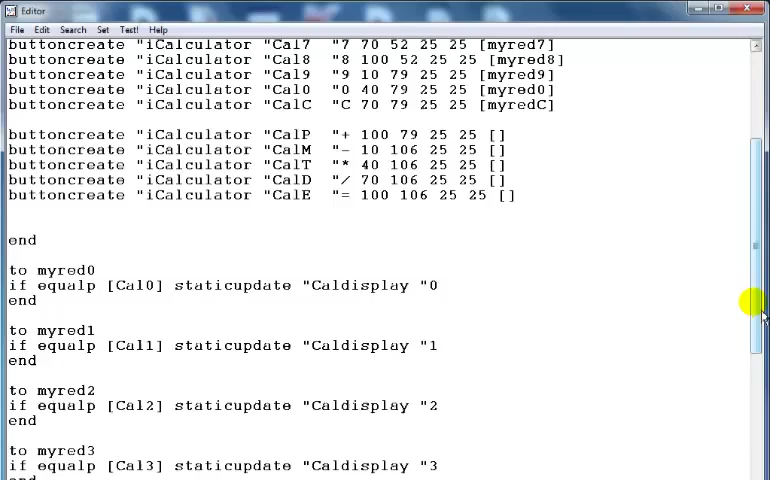 Editor
File Edit Search Set Test! Help
buttoncreate "iCalculator "Cal7 "7 70 52 25 25 [myred7]
buttoncreate "iCalculator "Cal8 "8 100 52 25 25 [myred8]
buttoncreate "iCalculator "Cal9 "9 10 79 25 25 [myred9]
buttoncreate "iCalculator "Cal0 "0 40 79 25 25 [myred0]
buttoncreate "iCalculator "CalC "C 70 79 25 25 [myredC]
buttoncreate "iCalculator "CalP "+ 100 79 25 25 []
buttoncreate "iCalculator "CalM "- 10 106 25 25 []
buttoncreate "iCalculator "CalT "* 40 106 25 25 []
buttoncreate "iCalculator "CalD "/ 70 106 25 25 []
buttoncreate "iCalculator "CalE "= 100 106 25 25 []
end
to myred0
if equalp [Cal0] staticupdate "Caldisplay "0
end
to myred1
if equalp [Cal1] staticupdate "Caldisplay "1
end
to myred2
if equalp [Cal2] staticupdate "Caldisplay "2
end
to myred3
if equalp [Cal3] staticupdate "Caldisplay "3
end